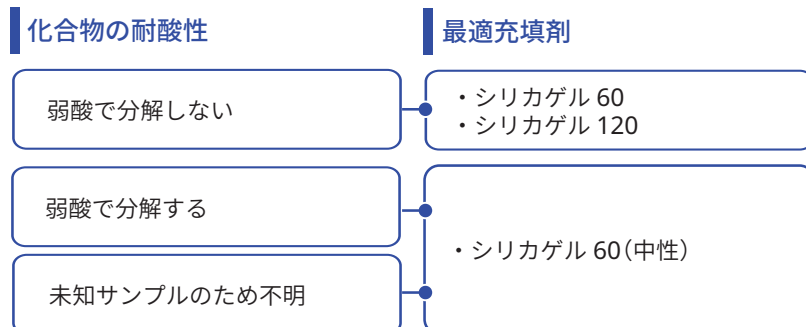 化合物の耐酸性
最適充填剤
弱酸で分解しない
・シリカゲル 60
・シリカゲル 120
弱酸で分解する
・シリカゲル 60(中性)
未知サンプルのため不明